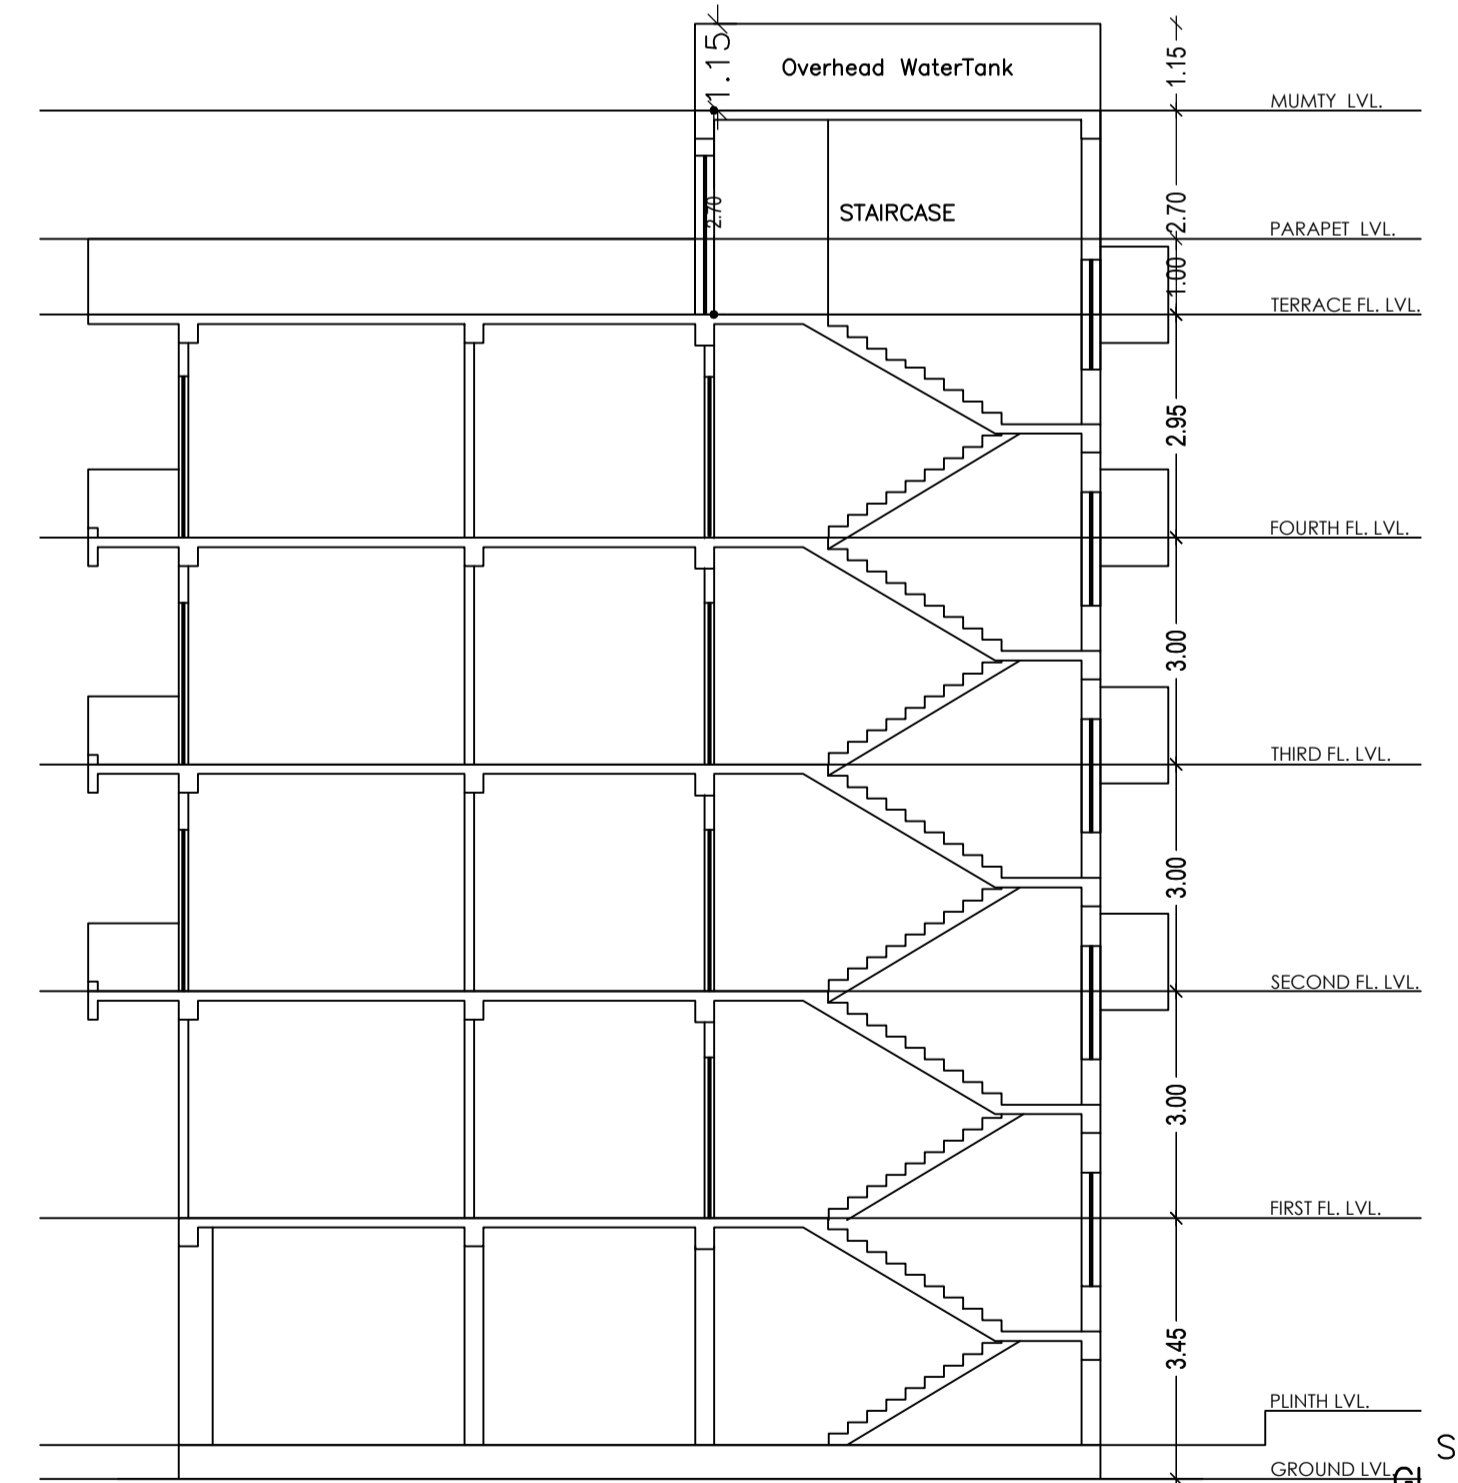 1.15
Overhead WaterTank
1.15
MUMTY LVL.
2.70
STAIRCASE
2.70
PARAPET LVL.
1.00
TERRACE FL. LVL.
2.95
FOURTH FL. LVL.
3.00
THIRD FL. LVL.
3.00
SECOND FL. LVL.
3.00
FIRST FL. LVL.
3.45
PLINTH LVL.
S
GROUND LVL.